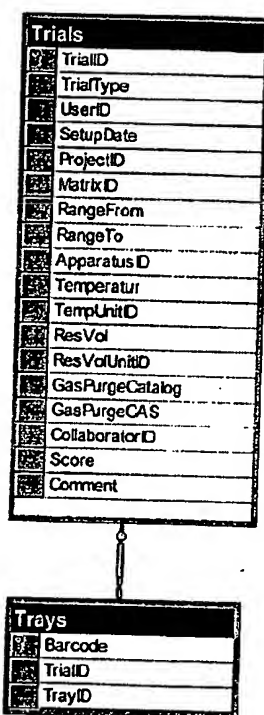 Trials
TrialID
TrialType
UserID
SetupDate
ProjectID
MatrixID
RangeFrom
RangeTo
ApparatusID
Temperatur
TempUnitID
ResVol
ResVolUnitID
GasPurgeCatalog
GasPurgeCAS
CollaboratorID
Score
Comment
Trays
Barcode
TrialID
TrayID